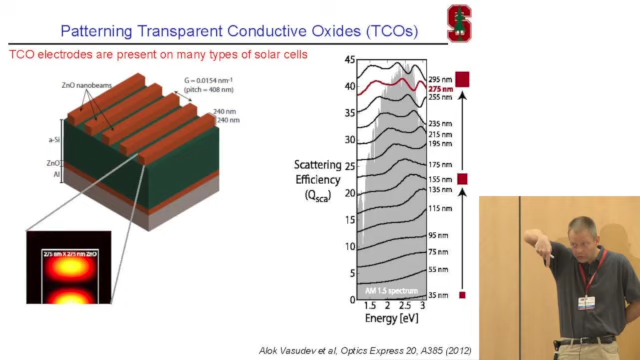 Patterning Transparent Conductive Oxides (TCOs)
TCO electrodes are present on many types of solar cells
ZnO nanobeams
G = 0.0154 nm-1
(pitch = 408 nm)
240 nm
240 nm
a-Si
ZnO
Al
275 nm X 275 nm ZnO
Scattering
Efficiency
(Qsca)
45
40
35
30
25
20
15
10
5
0
295 nm
275 nm
255 nm
235 nm
215 nm
195 nm
175 nm
155 nm
135 nm
115 nm
95 nm
75 nm
55 nm
35 nm
AM 1.5 spectrum
1.5 2 2.5 3
Energy [eV]
Alok Vasudev et al, Optics Express 20, A385 (2012)